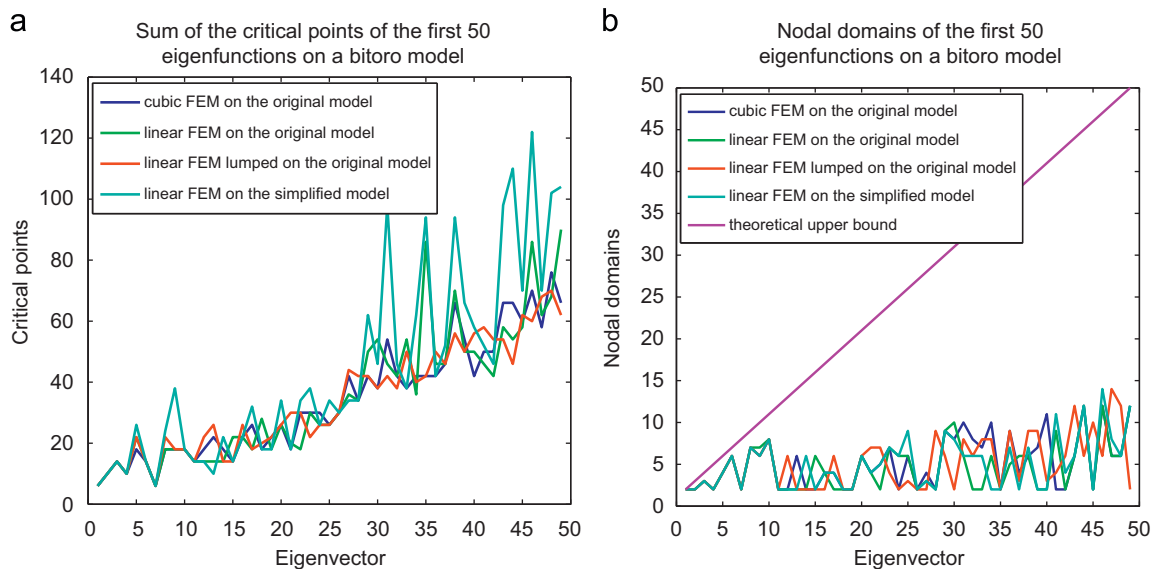 a
Sum of the critical points of the first 50
eigenfunctions on a bitoro model
140
120
100
80
60
40
20
0
Critical points
cubic FEM on the original model
linear FEM on the original model
linear FEM lumped on the original model
linear FEM on the simplified model
0 5 10 15 20 25 30 35 40 45 50
Eigenvector
b
Nodal domains of the first 50
eigenfunctions on a bitoro model
50
45
40
35
30
25
20
15
10
5
0
Nodal domains
cubic FEM on the original model
linear FEM on the original model
linear FEM lumped on the original model
linear FEM on the simplified model
theoretical upper bound
0 5 10 15 20 25 30 35 40 45 50
Eigenvector